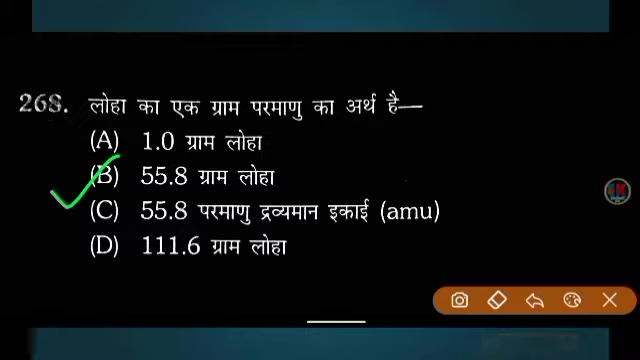 268. लोहा का एक ग्राम परमाणु का अर्थ है—
(A) 1.0 ग्राम लोहा
(B) 55.8 ग्राम लोहा
(C) 55.8 परमाणु द्रव्यमान इकाई (amu)
(D) 111.6 ग्राम लोहा